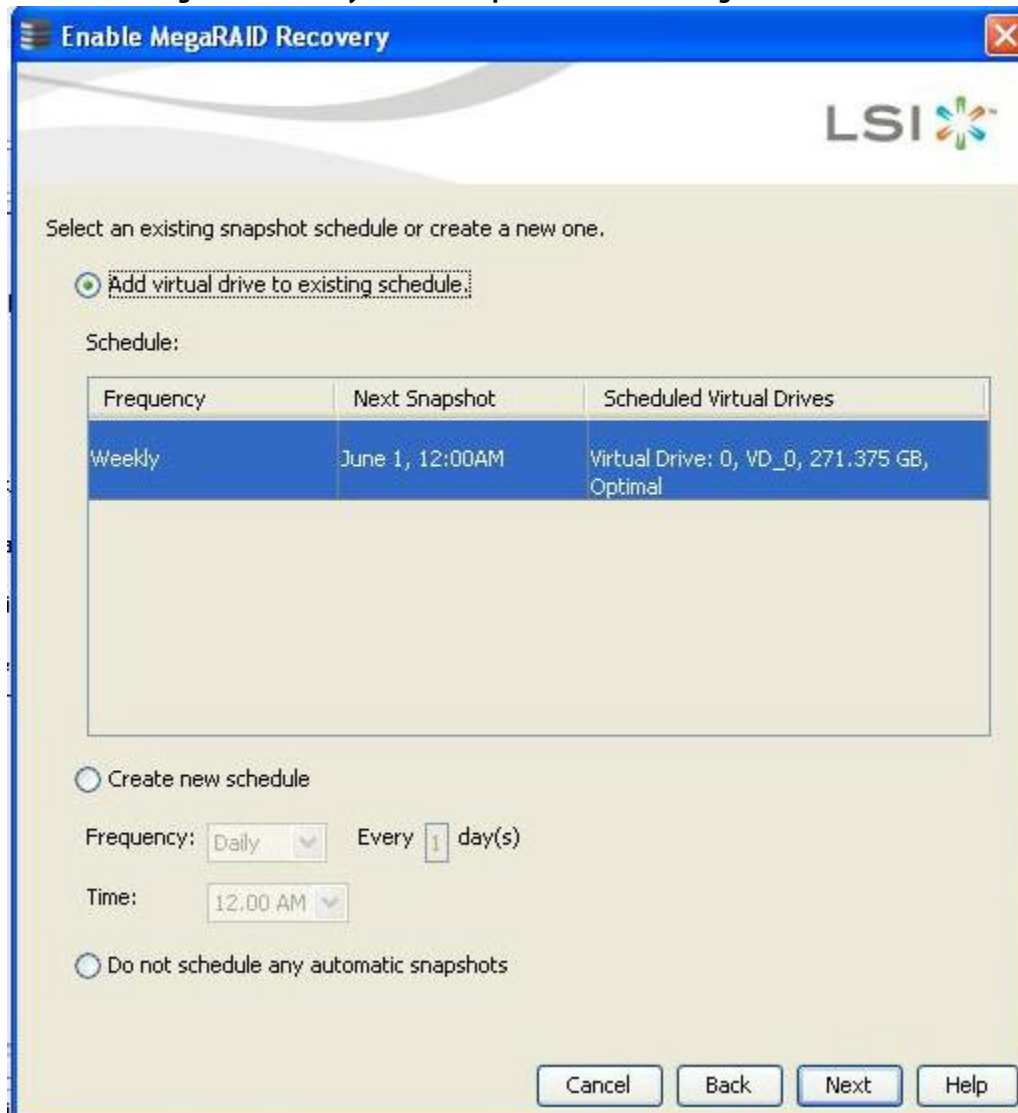 Enable MegaRAID Recovery
LSI
Select an existing snapshot schedule or create a new one.
Add virtual drive to existing schedule.
Schedule:
Frequency Next Snapshot Scheduled Virtual Drives
Weekly June 1, 12:00AM Virtual Drive: 0, VD_0, 271.375 GB,
Optimal
Create new schedule
Frequency: Daily Every 1 day(s)
Time: 12.00 AM
Do not schedule any automatic snapshots
Cancel Back Next Help